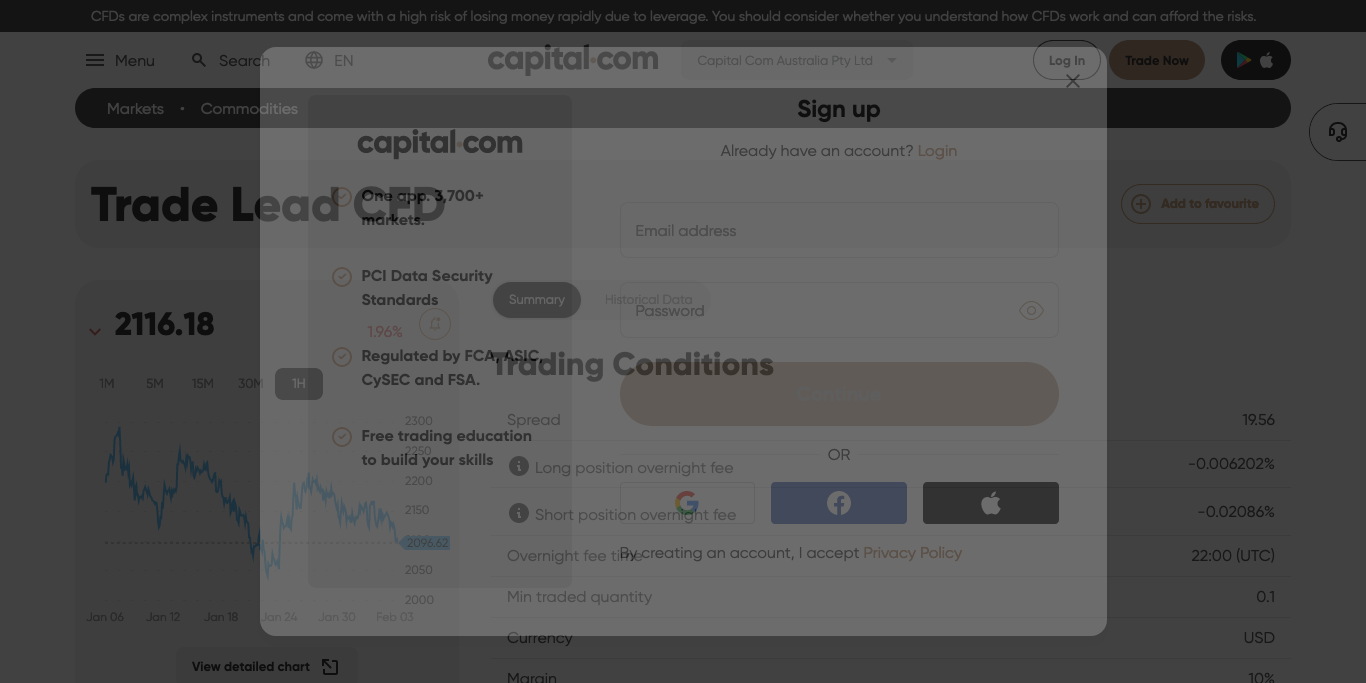 CFDs are complex instruments and come with a high risk of losing money rapidly due to leverage. You should consider whether you understand how CFDs work and can afford the risks.
Menu
Search
EN
capital.com
Capital Com Australia Pty Ltd
Log In
Trade Now
Markets • Commodities
Trade Lead CFD
Add to favourite
2116.18
1.96%
1M 5M 15M 30M 1H
2300
2250
2200
2150
2096.62
2050
2000
Jan 06 Jan 12 Jan 18 Jan 24 Jan 30 Feb 03
View detailed chart
Summary Historical Data
Trading Conditions
Spread 19.56
Long position overnight fee -0.006202%
Short position overnight fee -0.02086%
Overnight fee time 22:00 (UTC)
Min traded quantity 0.1
Currency USD
Margin 10%
capital.com
One app. 3,700+
markets.
PCI Data Security
Standards
Regulated by FCA, ASIC,
CySEC and FSA.
Free trading education
to build your skills
Sign up
Already have an account? Login
Email address
Password
Continue
OR
By creating an account, I accept Privacy Policy